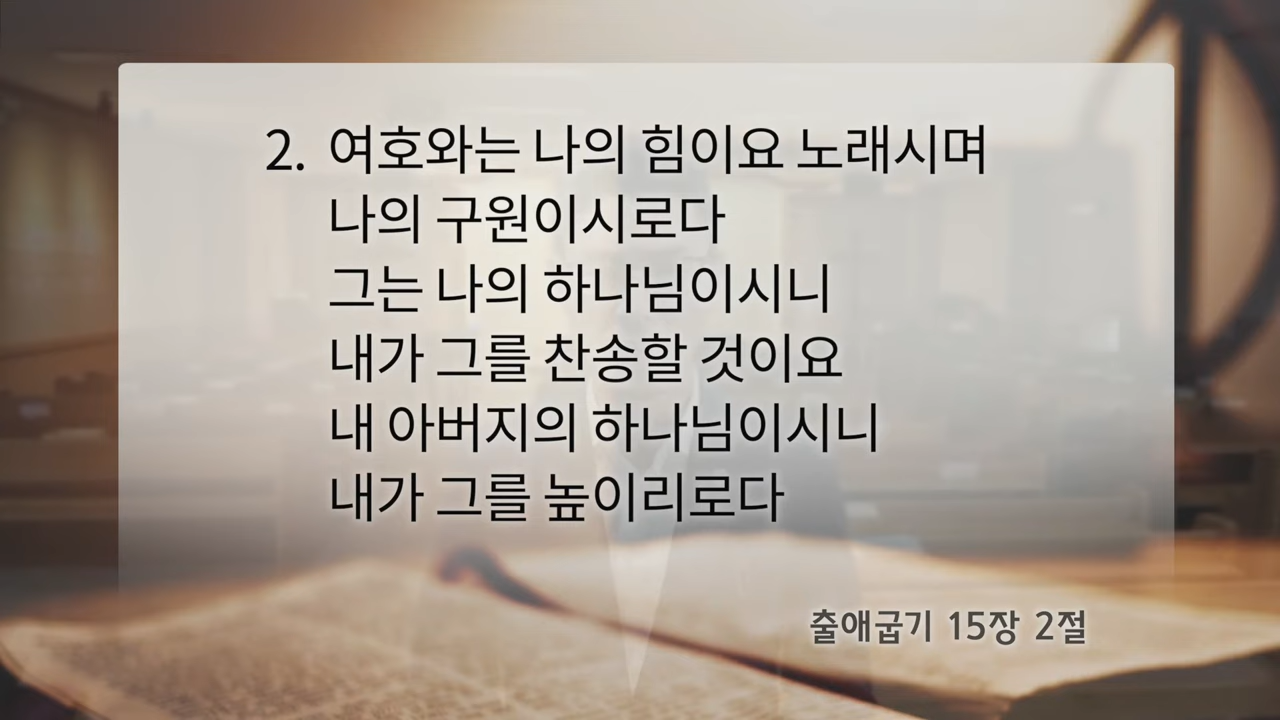 2. 여호와는 나의 힘이요 노래시며
나의 구원이시로다
그는 나의 하나님이시니
내가 그를 찬송할 것이요
내 아버지의 하나님이시니
내가 그를 높이리로다
출애굽기 15장 2절